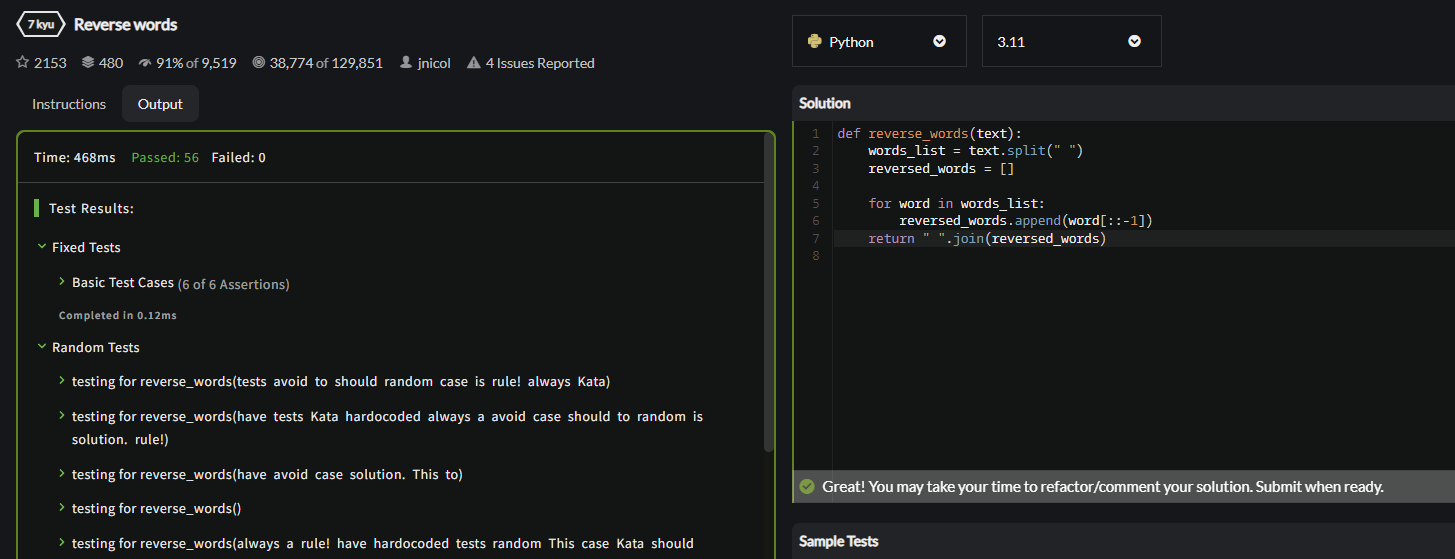 7 kyu Reverse words
2153 480 91% of 9,519 38,774 of 129,851 jnicol 4 Issues Reported
Instructions Output
Time: 468ms Passed: 56 Failed: 0
Test Results:
Fixed Tests
Basic Test Cases (6 of 6 Assertions)
Completed in 0.12ms
Random Tests
testing for reverse_words(tests avoid to should random case is rule! always Kata)
testing for reverse_words(have tests Kata hardocoded always a avoid case should to random is
solution. rule!)
testing for reverse_words(have avoid case solution. This to)
testing for reverse_words()
testing for reverse_words(always a rule! have hardocoded tests random This case Kata should
Python 3.11
Solution
1 def reverse_words(text):
2     words_list = text.split(" ")
3     reversed_words = []
4
5     for word in words_list:
6         reversed_words.append(word[::-1])
7     return " ".join(reversed_words)
8
Great! You may take your time to refactor/comment your solution. Submit when ready.
Sample Tests